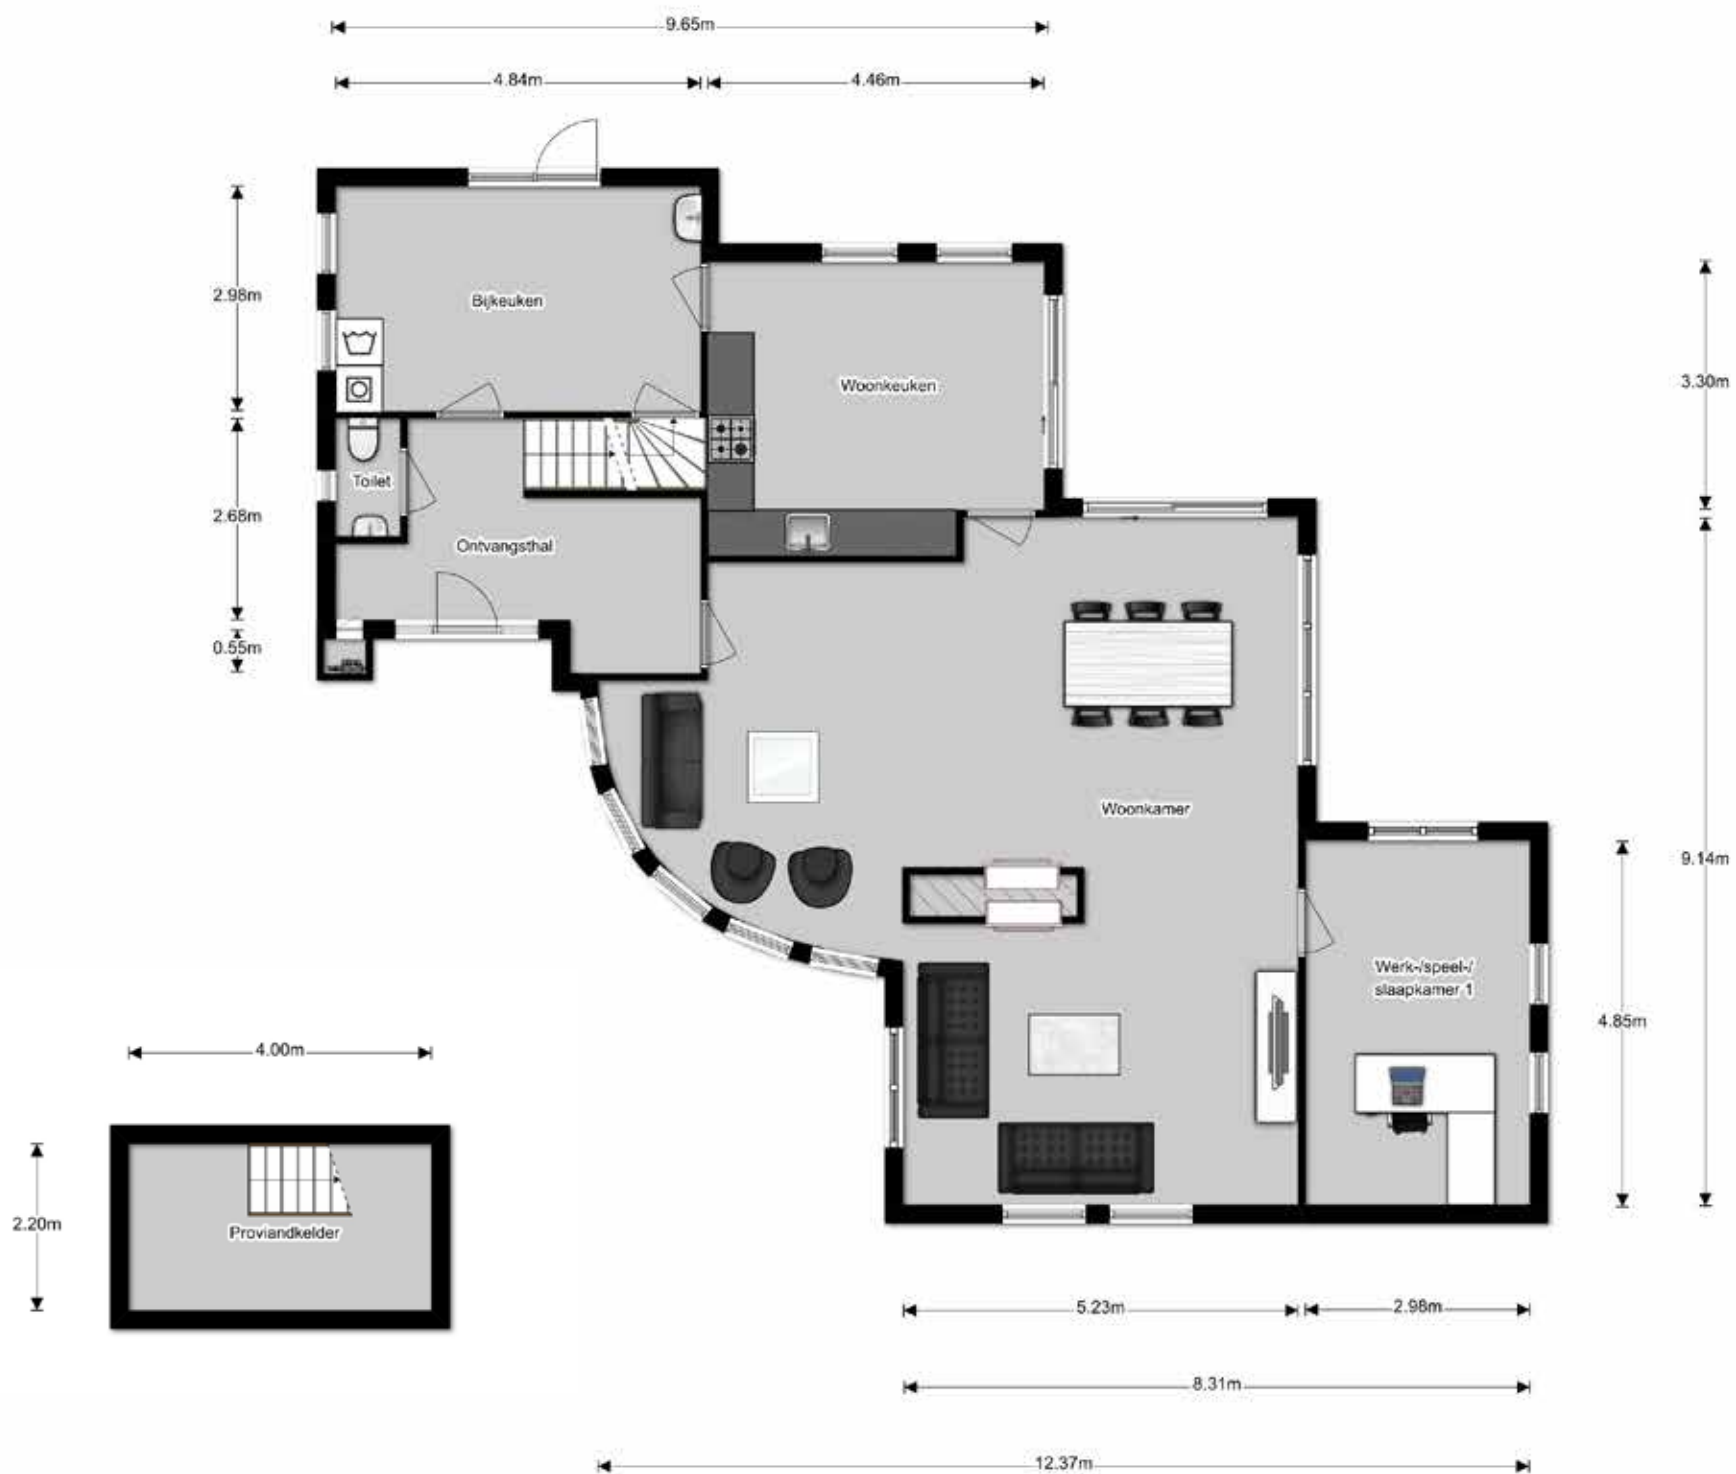 9.65m
4.84m
4.46m
2.98m
Bijkeuken
Woonkeuken
3.30m
Toilet
2.68m
Ontvangsthal
0.55m
Woonkamer
9.14m
Werk-/speel-/
slaapkamer 1
4.85m
4.00m
2.20m
Proviandkelder
5.23m
2.98m
8.31m
12.37m